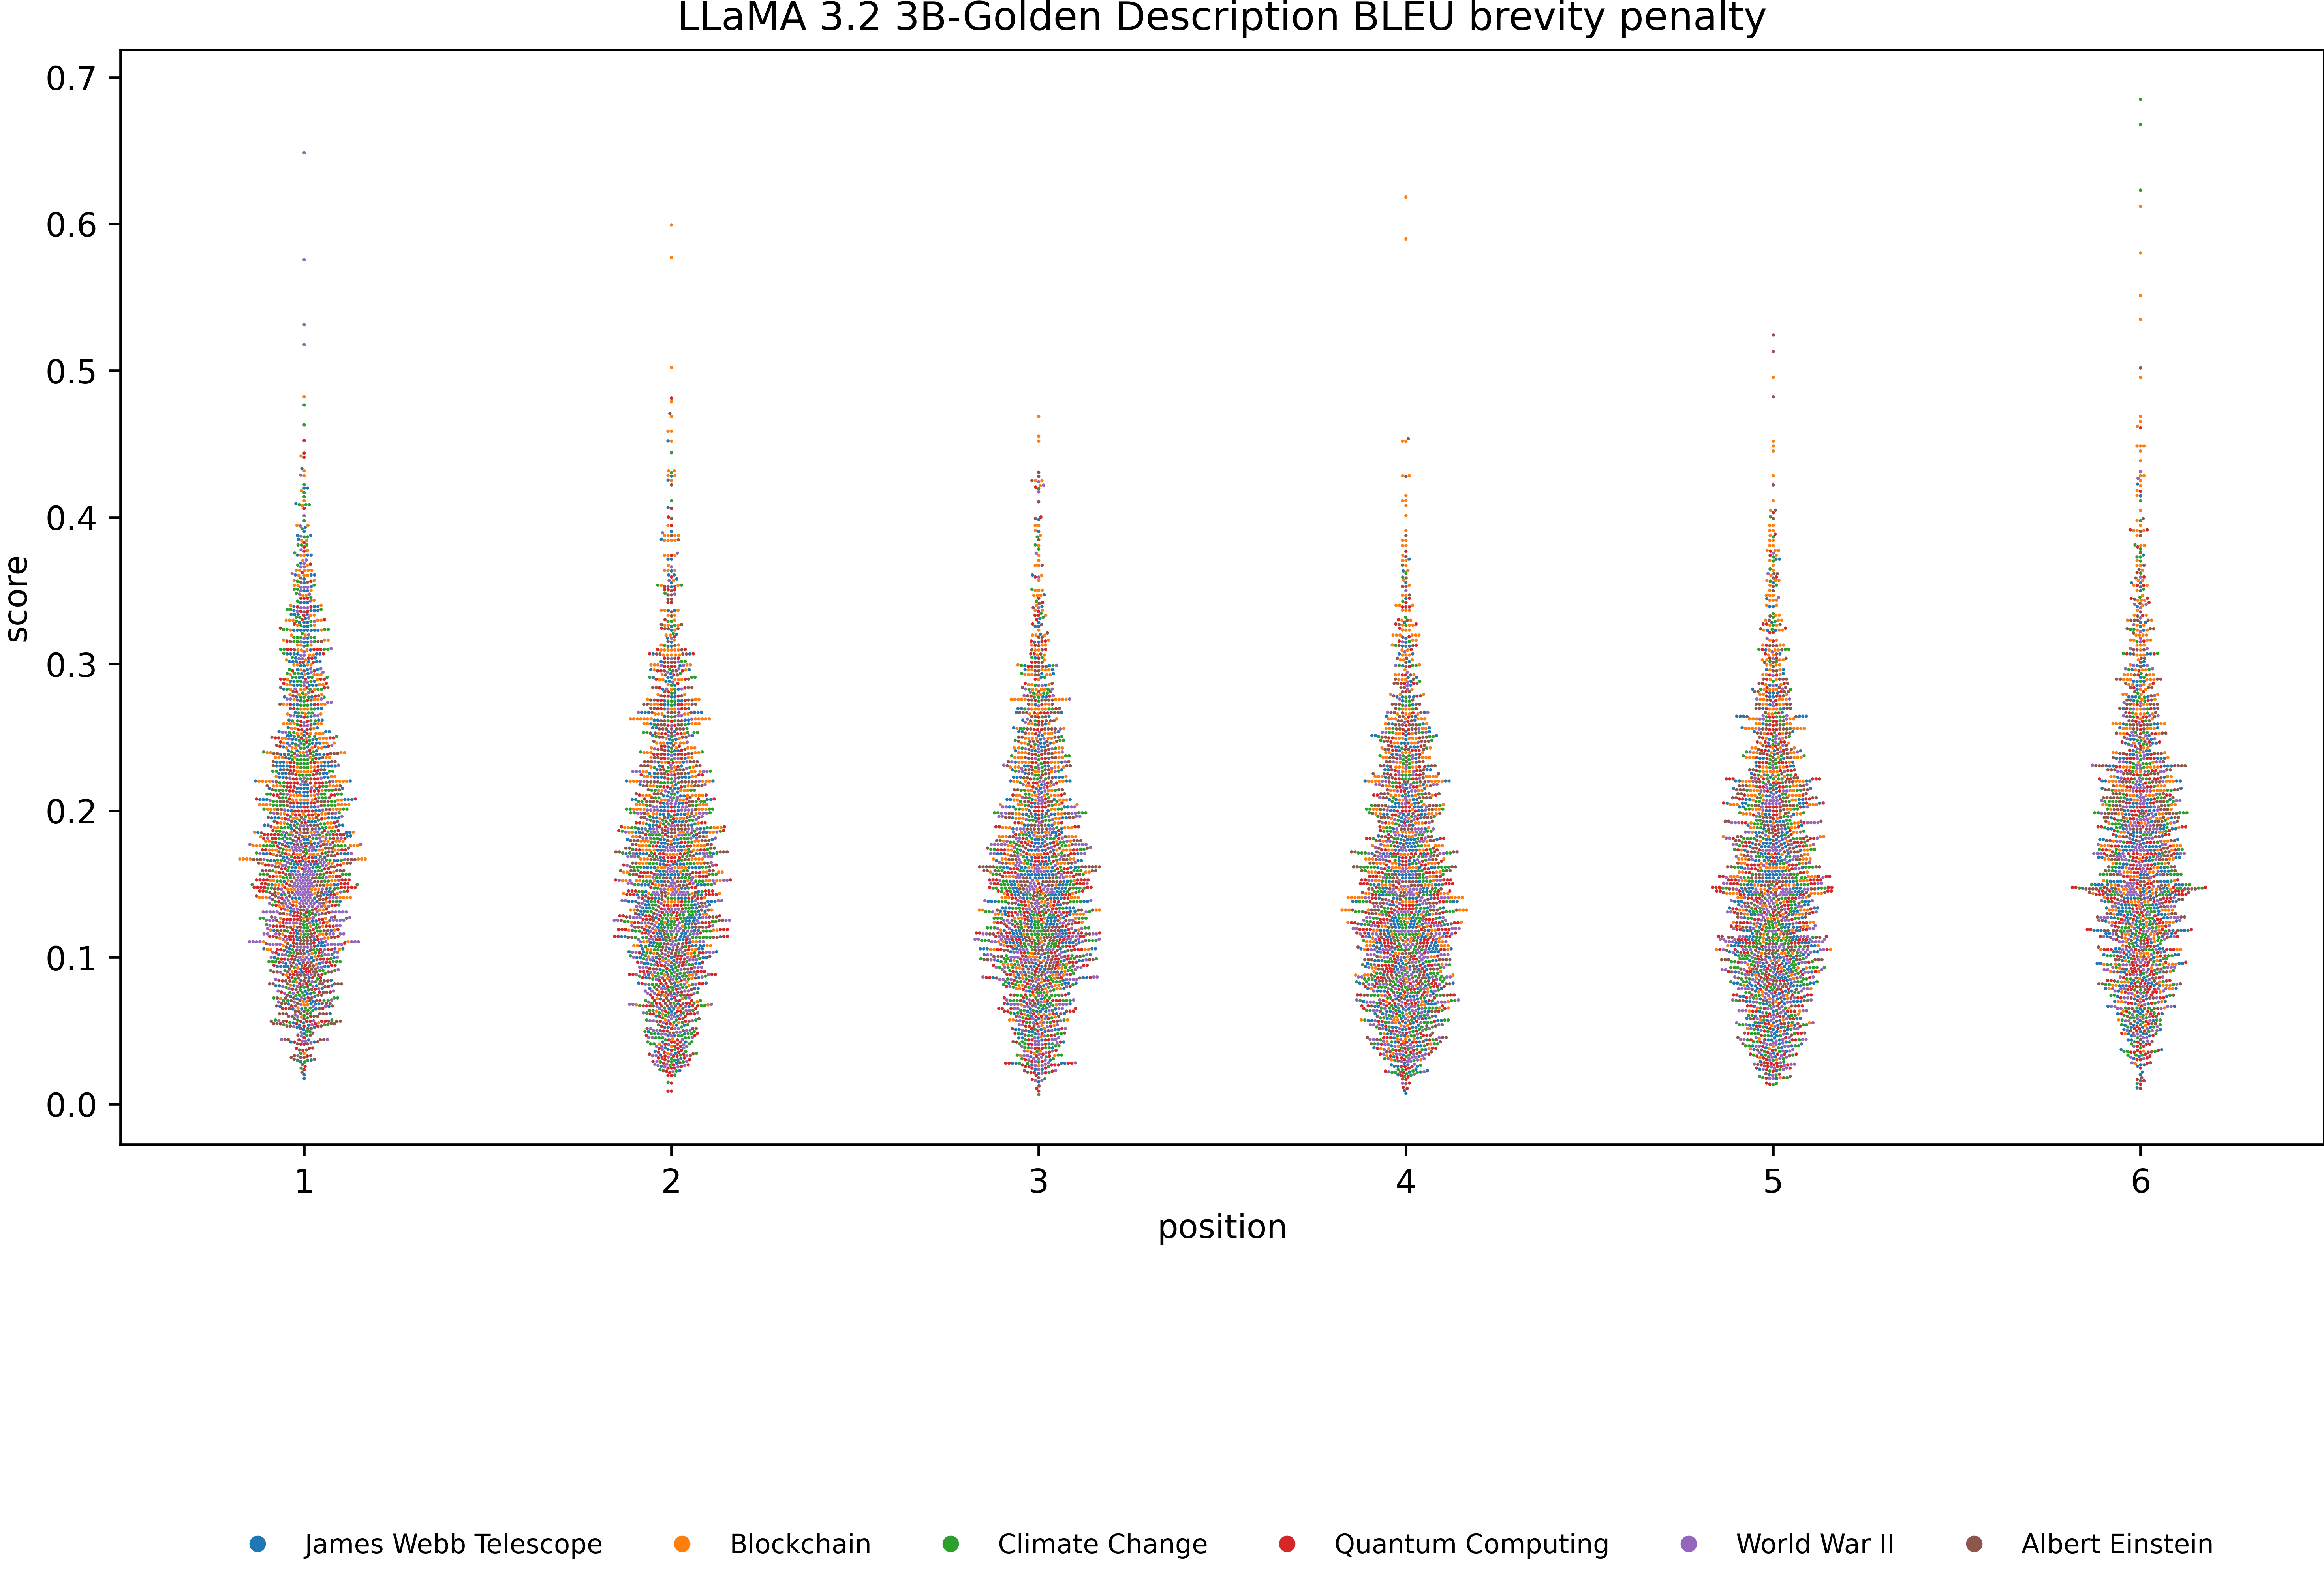 LLaMA 3.2 3B-Golden Description BLEU brevity penalty
0.7
0.6
0.5
0.4
0.3
0.2
0.1
0.0
score
1 2 3 4 5 6
position
James Webb Telescope Blockchain Climate Change Quantum Computing World War II Albert Einstein